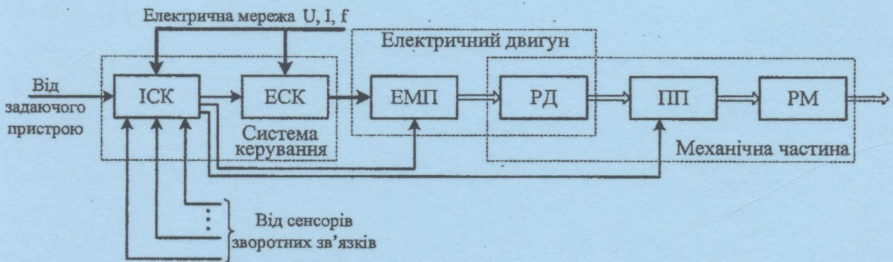 Електрична мережа U, I, f
Електричний двигун
Від
задаючого
пристрою
ІСК
ЕСК
ЕМП
РД
ПП
РМ
Система
керування
Механічна частина
Від сенсорів
зворотних зв’язків